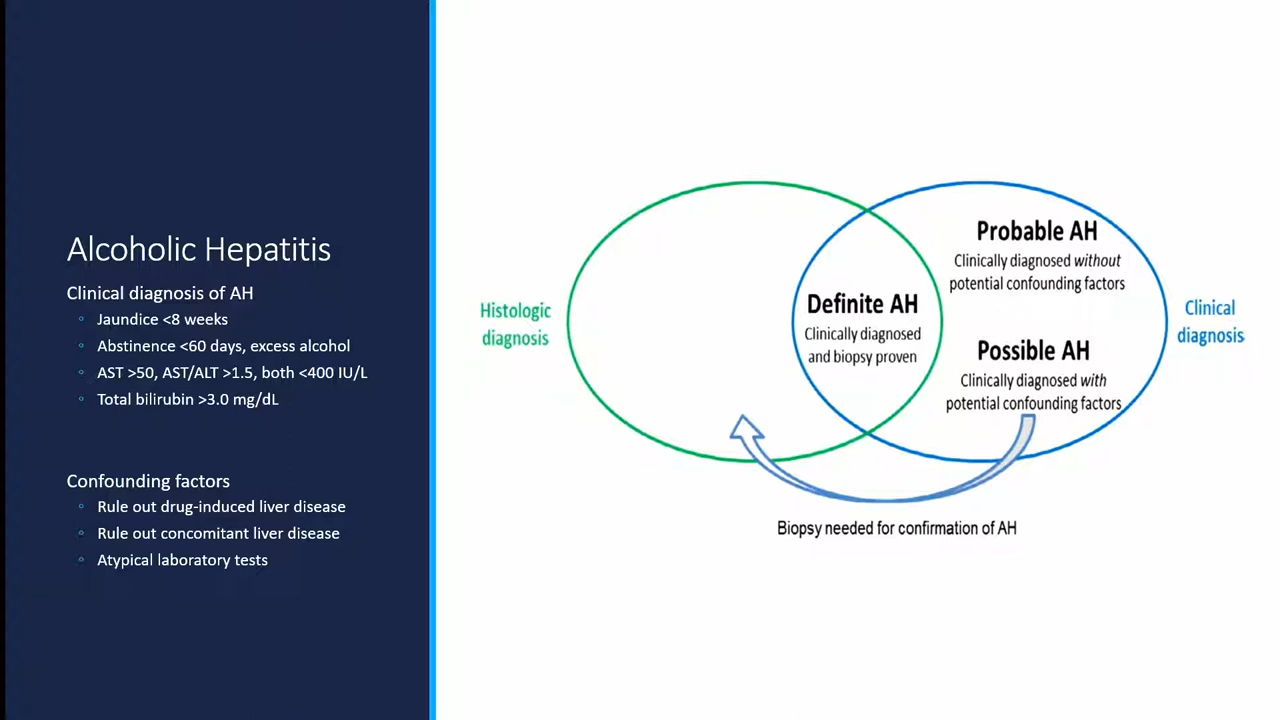 Alcoholic Hepatitis
Clinical diagnosis of AH
Jaundice <8 weeks
Abstinence <60 days, excess alcohol
AST >50, AST/ALT >1.5, both <400 IU/L
Total bilirubin >3.0 mg/dL
Confounding factors
Rule out drug-induced liver disease
Rule out concomitant liver disease
Atypical laboratory tests
Histologic
diagnosis
Definite AH
Clinically diagnosed
and biopsy proven
Probable AH
Clinically diagnosed without
potential confounding factors
Possible AH
Clinically diagnosed with
potential confounding factors
Clinical
diagnosis
Biopsy needed for confirmation of AH